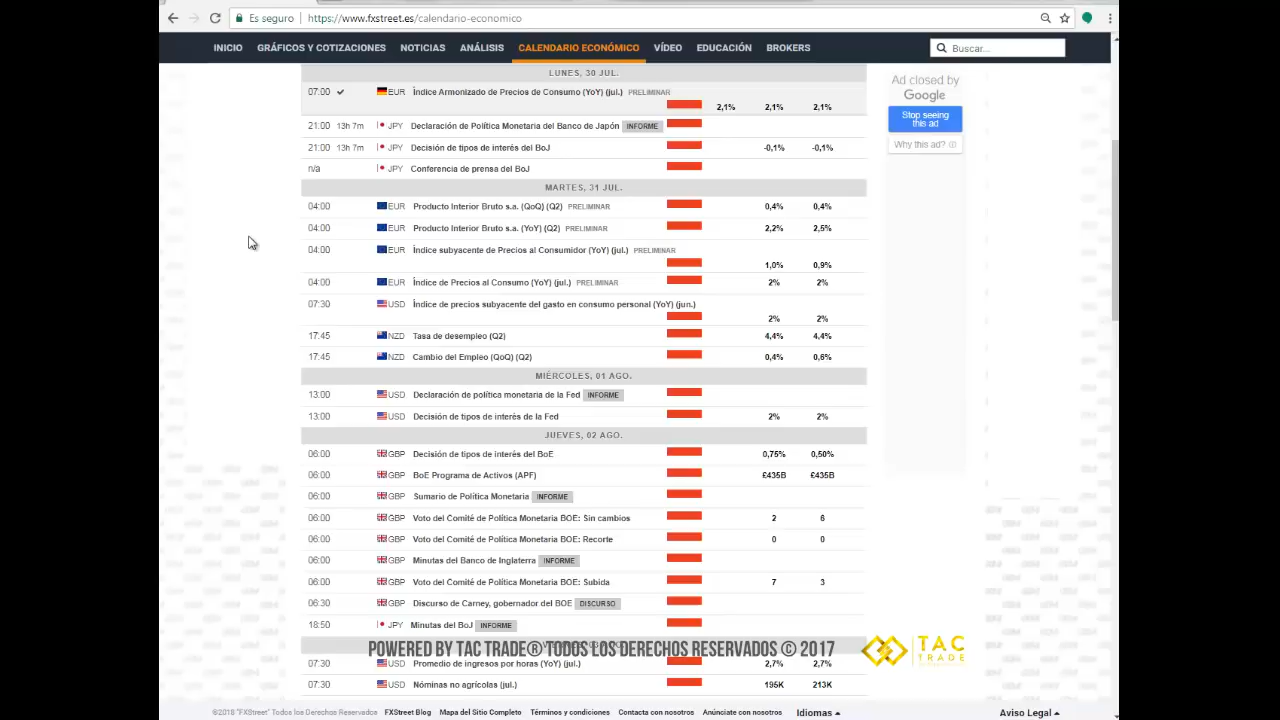 Es seguro https://www.fxstreet.es/calendario-economico
INICIO GRÁFICOS Y COTIZACIONES NOTICIAS ANÁLISIS CALENDARIO ECONÓMICO VÍDEO EDUCACIÓN BROKERS Buscar...
LUNES, 30 JUL.
07:00 EUR Índice Armonizado de Precios de Consumo (YoY) (jul.) PRELIMINAR
2,1% 2,1% 2,1%
21:00 13h 7m JPY Declaración de Política Monetaria del Banco de Japón INFORME
21:00 13h 7m JPY Decisión de tipos de interés del BoJ -0,1% -0,1%
n/a JPY Conferencia de prensa del BoJ
MARTES, 31 JUL.
04:00 EUR Producto Interior Bruto s.a. (QoQ) (Q2) PRELIMINAR 0,4% 0,4%
04:00 EUR Producto Interior Bruto s.a. (YoY) (Q2) PRELIMINAR 2,2% 2,5%
04:00 EUR Índice subyacente de Precios al Consumidor (YoY) (jul.) PRELIMINAR
1,0% 0,9%
04:00 EUR Índice de Precios al Consumo (YoY) (jul.) PRELIMINAR 2% 2%
07:30 USD Índice de precios subyacente del gasto en consumo personal (YoY) (jun.)
2% 2%
17:45 NZD Tasa de desempleo (Q2) 4,4% 4,4%
17:45 NZD Cambio del Empleo (QoQ) (Q2) 0,4% 0,6%
MIÉRCOLES, 01 AGO.
13:00 USD Declaración de política monetaria de la Fed INFORME
13:00 USD Decisión de tipos de interés de la Fed 2% 2%
JUEVES, 02 AGO.
06:00 GBP Decisión de tipos de interés del BoE 0,75% 0,50%
06:00 GBP BoE Programa de Activos (APF) £435B £435B
06:00 GBP Sumario de Política Monetaria INFORME
06:00 GBP Voto del Comité de Política Monetaria BOE: Sin cambios 2 6
06:00 GBP Voto del Comité de Política Monetaria BOE: Recorte 0 0
06:00 GBP Minutas del Banco de Inglaterra INFORME
06:00 GBP Voto del Comité de Política Monetaria BOE: Subida 7 3
06:30 GBP Discurso de Carney, gobernador del BOE DISCURSO
18:50 JPY Minutas del BoJ INFORME
POWERED BY TAC TRADE® TODOS LOS DERECHOS RESERVADOS © 2017
TAC
TRADE
07:30 USD Promedio de ingresos por horas (YoY) (jul.) 2,7% 2,7%
07:30 USD Nóminas no agrícolas (jul.) 195K 213K
©2018 "FXStreet" Todos los Derechos Reservados FXStreet Blog Mapa del Sitio Completo Términos y condiciones Contacta con nosotros Anúnciate con nosotros Idiomas Aviso Legal
Ad closed by
Google
Stop seeing
this ad
Why this ad?